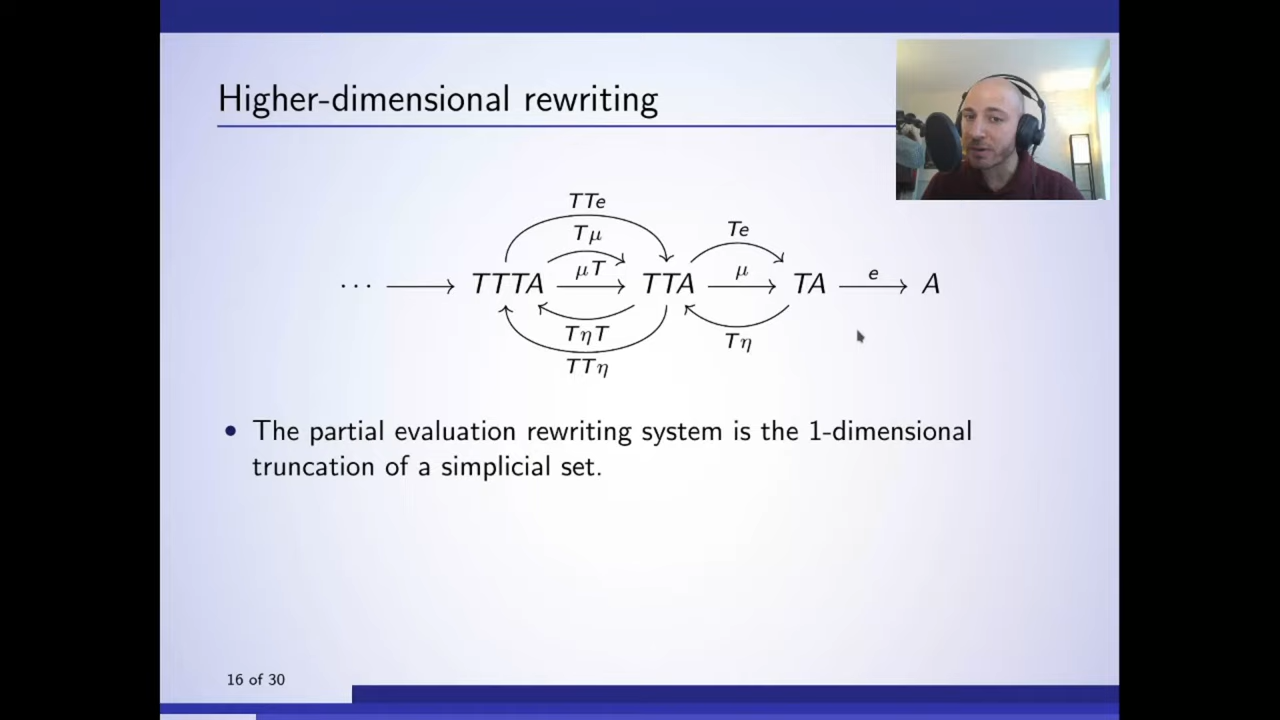 Higher-dimensional rewriting
TTe
Tμ
Te
μT
μ
e
··· TTTA TTA TA A
TηT
Tη
TTη
• The partial evaluation rewriting system is the 1-dimensional
truncation of a simplicial set.
16 of 30